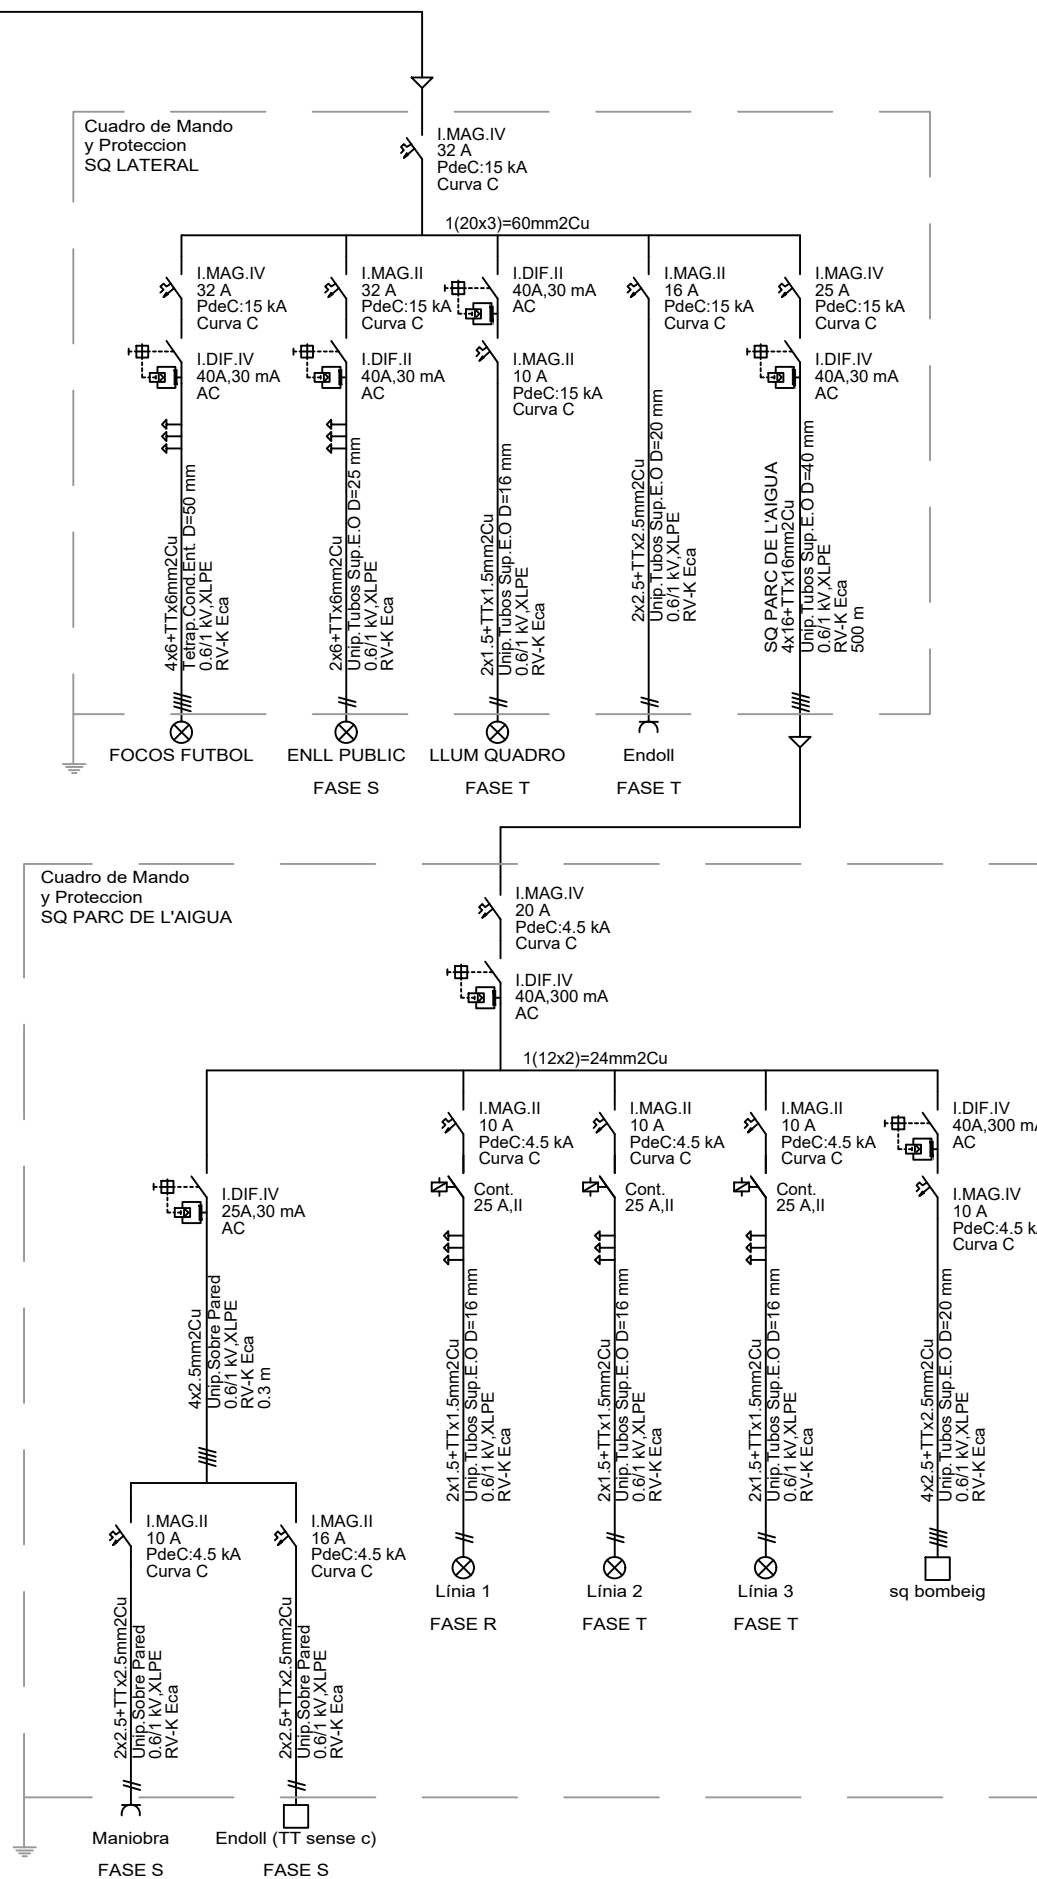 Cuadro de Mando
y Proteccion
SQ LATERAL
I.MAG.IV
32 A
PdeC:15 kA
Curva C
1(20x3)=60mm2Cu
I.MAG.IV
32 A
PdeC:15 kA
Curva C
I.DIF.IV
40A,30 mA
AC
4x6+TTx6mm2Cu
Tetrap.Cond.Ent. D=50 mm
0.6/1 kV,XLPE
RV-K Eca
FOCOS FUTBOL
I.MAG.II
32 A
PdeC:15 kA
Curva C
I.DIF.II
40A,30 mA
AC
2x6+TTx6mm2Cu
Unip.Tubos Sup.E.O D=25 mm
0.6/1 kV,XLPE
RV-K Eca
ENLL PUBLIC
FASE S
I.DIF.II
40A,30 mA
AC
I.MAG.II
10 A
PdeC:15 kA
Curva C
2x1.5+TTx1.5mm2Cu
Unip.Tubos Sup.E.O D=16 mm
0.6/1 kV,XLPE
RV-K Eca
LLUM QUADRO
FASE T
I.MAG.II
16 A
PdeC:15 kA
Curva C
2x2.5+TTx2.5mm2Cu
Unip.Tubos Sup.E.O D=20 mm
0.6/1 kV,XLPE
RV-K Eca
Endoll
FASE T
I.MAG.IV
25 A
PdeC:15 kA
Curva C
I.DIF.IV
40A,30 mA
AC
SQ PARC DE L'AIGUA
4x16+TTx16mm2Cu
Unip.Tubos Sup.E.O D=40 mm
0.6/1 kV,XLPE
RV-K Eca
500 m
Cuadro de Mando
y Proteccion
SQ PARC DE L'AIGUA
I.MAG.IV
20 A
PdeC:4.5 kA
Curva C
I.DIF.IV
40A,300 mA
AC
1(12x2)=24mm2Cu
I.DIF.IV
25A,30 mA
AC
4x2.5mm2Cu
Unip.Sobre Pared
0.6/1 kV,XLPE
RV-K Eca
0.3 m
I.MAG.II
10 A
PdeC:4.5 kA
Curva C
2x2.5+TTx2.5mm2Cu
Unip.Sobre Pared
0.6/1 kV,XLPE
RV-K Eca
Maniobra
FASE S
I.MAG.II
16 A
PdeC:4.5 kA
Curva C
2x2.5+TTx2.5mm2Cu
Unip.Sobre Pared
0.6/1 kV,XLPE
RV-K Eca
Endoll (TT sense c)
FASE S
I.MAG.II
10 A
PdeC:4.5 kA
Curva C
Cont.
25 A,II
2x1.5+TTx1.5mm2Cu
Unip.Tubos Sup.E.O D=16 mm
0.6/1 kV,XLPE
RV-K Eca
Línia 1
FASE R
I.MAG.II
10 A
PdeC:4.5 kA
Curva C
Cont.
25 A,II
2x1.5+TTx1.5mm2Cu
Unip.Tubos Sup.E.O D=16 mm
0.6/1 kV,XLPE
RV-K Eca
Línia 2
FASE T
I.MAG.II
10 A
PdeC:4.5 kA
Curva C
Cont.
25 A,II
2x1.5+TTx1.5mm2Cu
Unip.Tubos Sup.E.O D=16 mm
0.6/1 kV,XLPE
RV-K Eca
Línia 3
FASE T
I.DIF.IV
40A,300 mA
AC
I.MAG.IV
10 A
PdeC:4.5 k
Curva C
4x2.5+TTx2.5mm2Cu
Unip.Tubos Sup.E.O D=20 mm
0.6/1 kV,XLPE
RV-K Eca
sq bombeig